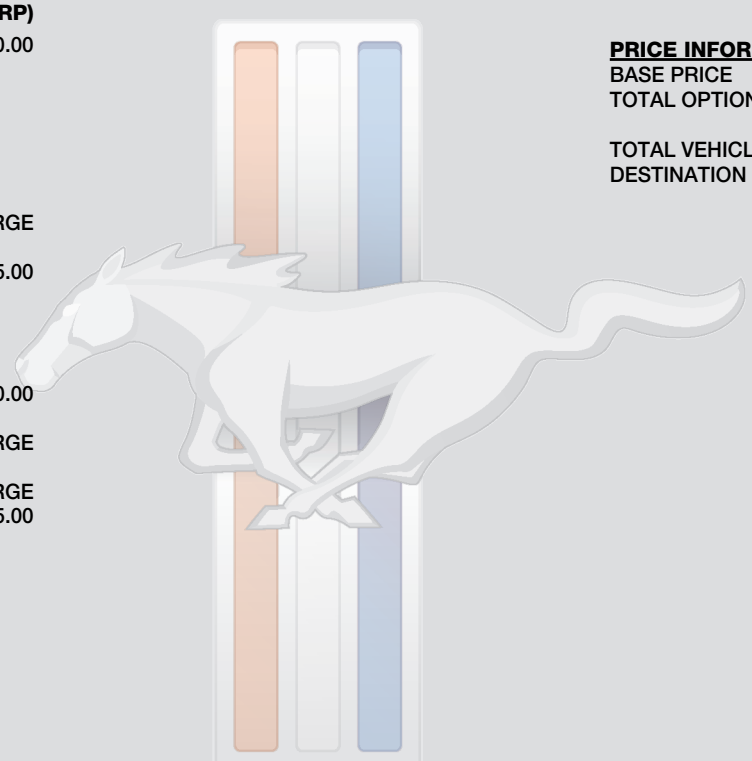 RP)
0.00
RGE
5.00
0.00
RGE
RGE
5.00
PRICE INFOR
BASE PRICE
TOTAL OPTION
TOTAL VEHICL
DESTINATION